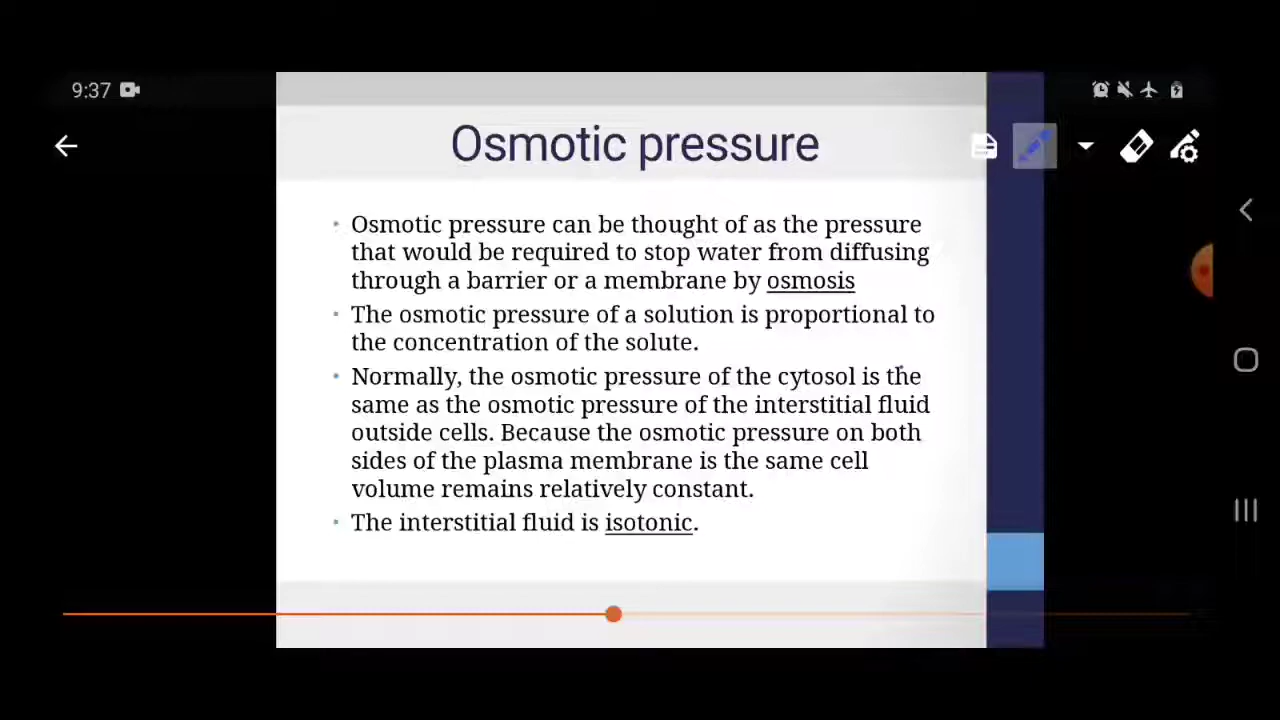 9:37
Osmotic pressure
• Osmotic pressure can be thought of as the pressure
that would be required to stop water from diffusing
through a barrier or a membrane by osmosis
• The osmotic pressure of a solution is proportional to
the concentration of the solute.
• Normally, the osmotic pressure of the cytosol is the
same as the osmotic pressure of the interstitial fluid
outside cells. Because the osmotic pressure on both
sides of the plasma membrane is the same cell
volume remains relatively constant.
• The interstitial fluid is isotonic.